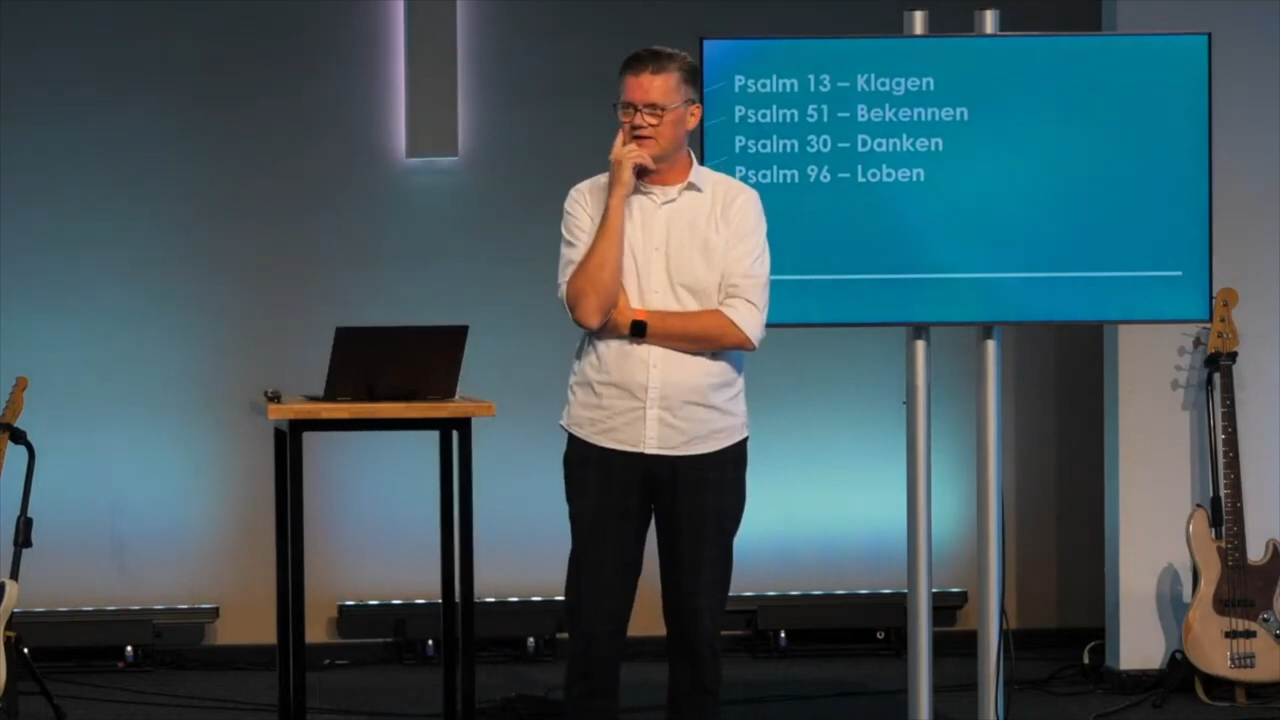 Psalm 13 – Klagen
Psalm 51 – Bekennen
Psalm 30 – Danken
Psalm 96 – Loben